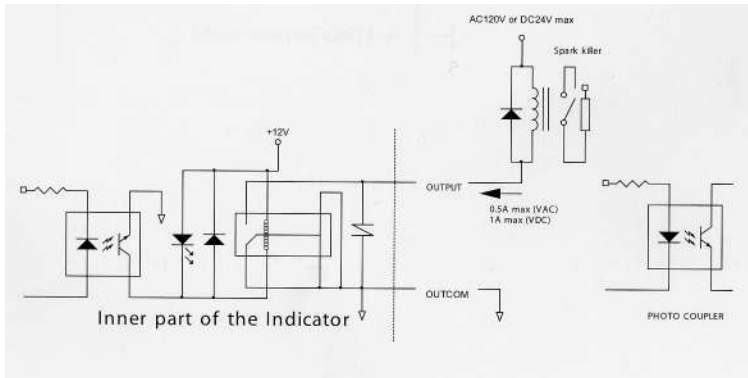 AC120V or DC24V max
Spark killer
+12V
OUTPUT
0.5A max (VAC)
1A max (VDC)
OUTCOM
PHOTO COUPLER
Inner part of the Indicator